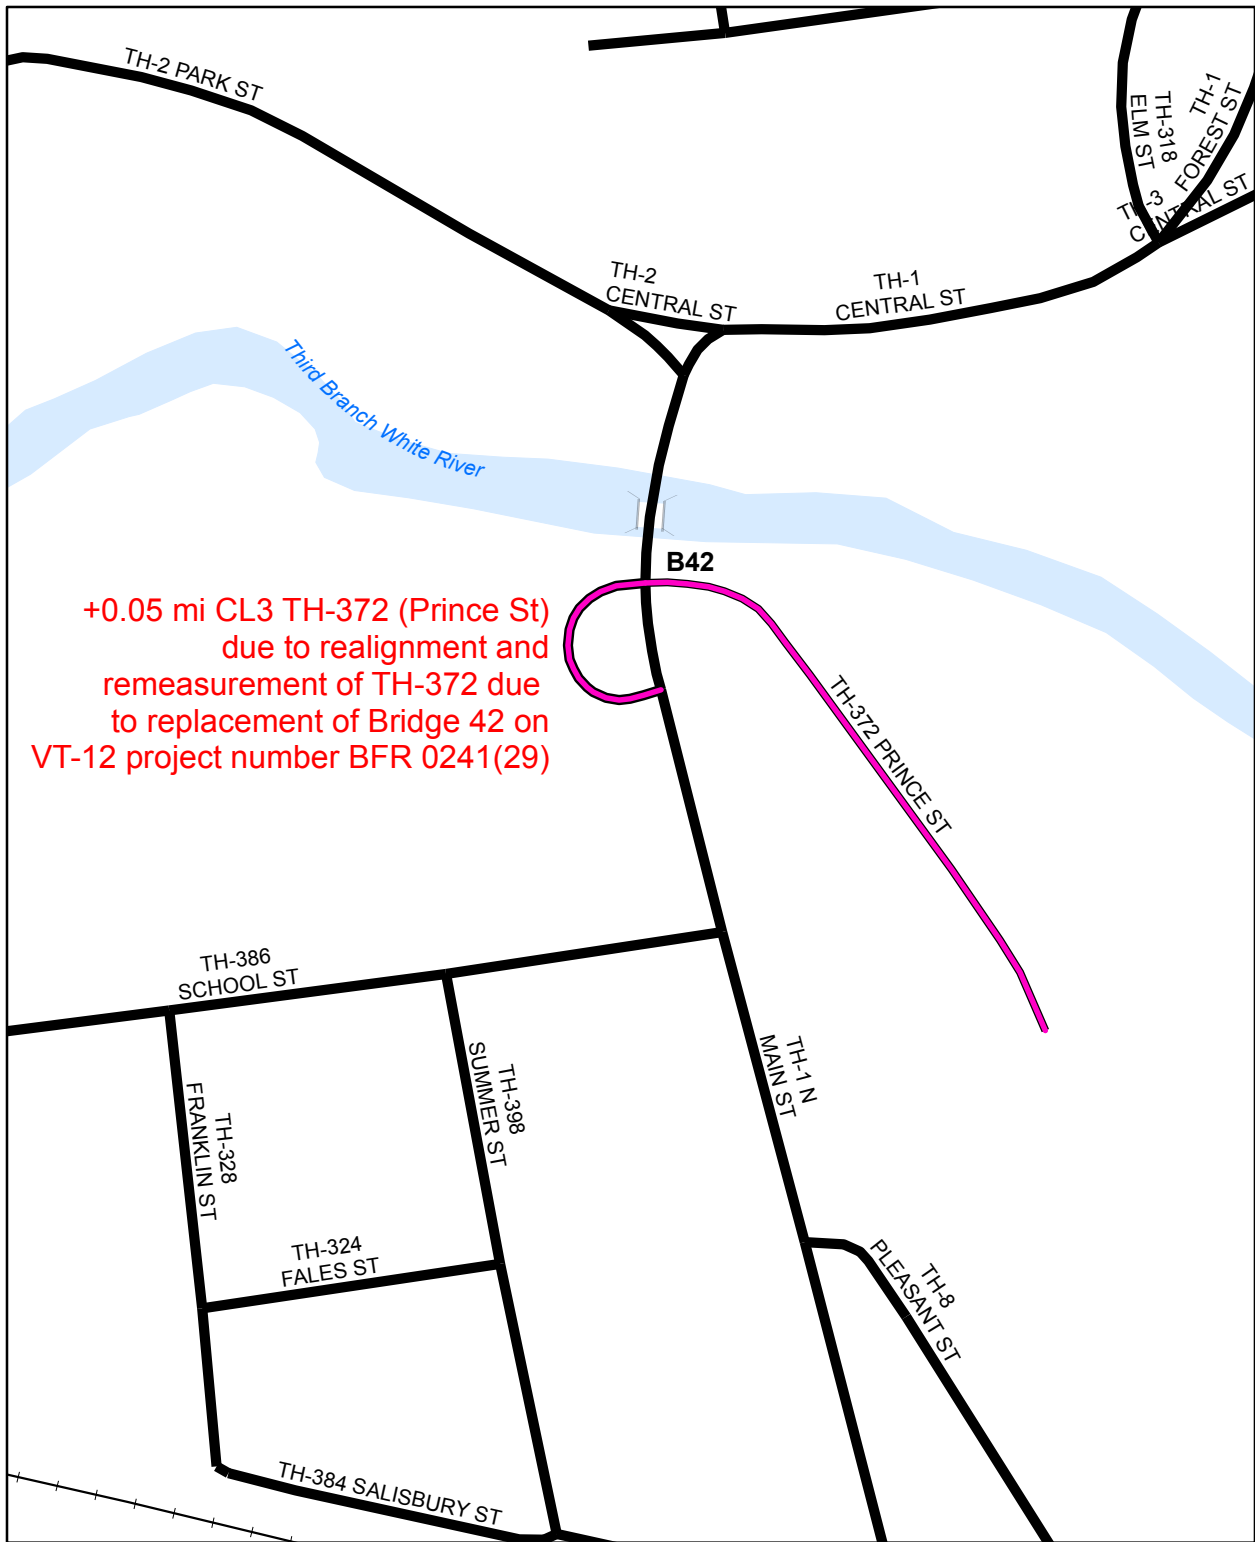 TH-2 PARK ST
TH-318
ELM ST
TH-1
FOREST ST
TH-3
CENTRAL ST
TH-2
CENTRAL ST
TH-1
CENTRAL ST
Third Branch White River
B42
+0.05 mi CL3 TH-372 (Prince St)
due to realignment and
remeasurement of TH-372 due
to replacement of Bridge 42 on
VT-12 project number BFR 0241(29)
TH-372 PRINCE ST
TH-386
SCHOOL ST
TH-1 N
MAIN ST
TH-398
SUMMER ST
TH-328
FRANKLIN ST
TH-324
FALES ST
TH-8
PLEASANT ST
TH-384 SALISBURY ST